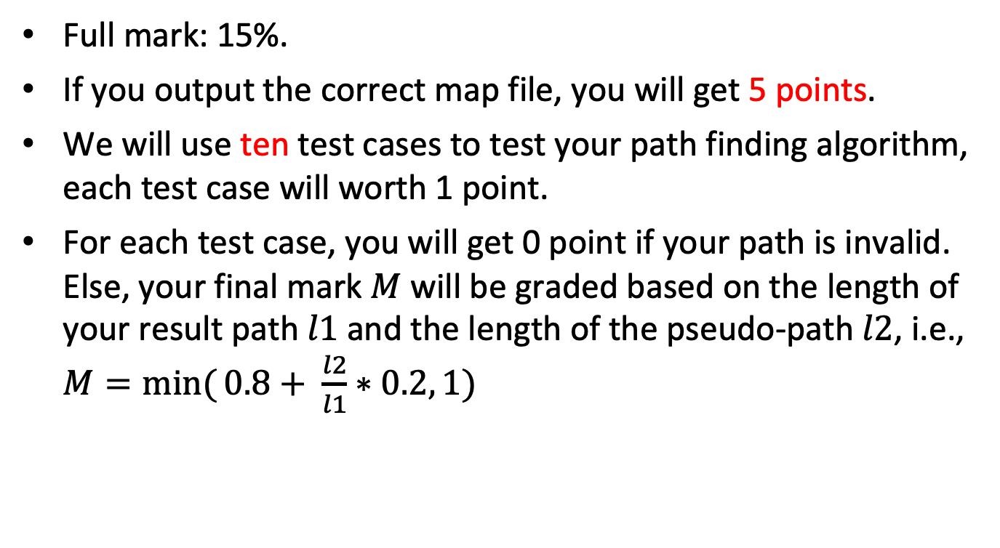 • Full mark: 15%.
• If you output the correct map file, you will get 5 points.
• We will use ten test cases to test your path finding algorithm,
each test case will worth 1 point.
• For each test case, you will get 0 point if your path is invalid.
Else, your final mark M will be graded based on the length of
your result path l1 and the length of the pseudo-path l2, i.e.,
M = min( 0.8 + l2/l1 * 0.2, 1)